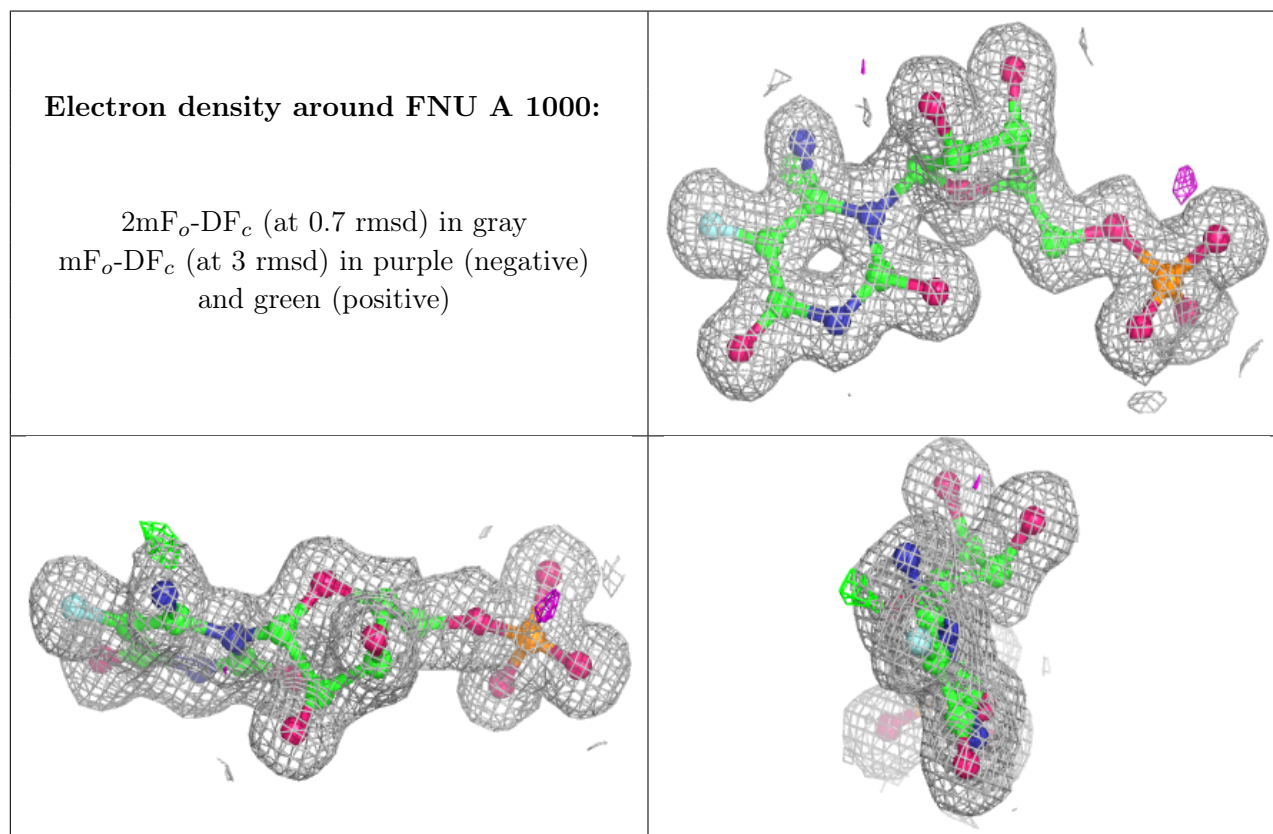 Electron density around FNU A 1000:
2mFo-DFc (at 0.7 rmsd) in gray
mFo-DFc (at 3 rmsd) in purple (negative)
and green (positive)